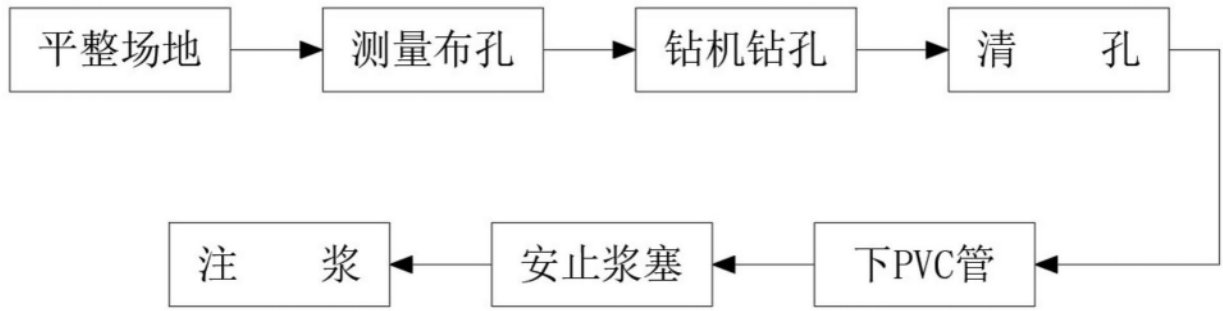 平整场地
测量布孔
钻机钻孔
清 孔
下PVC管
安止浆塞
注 浆